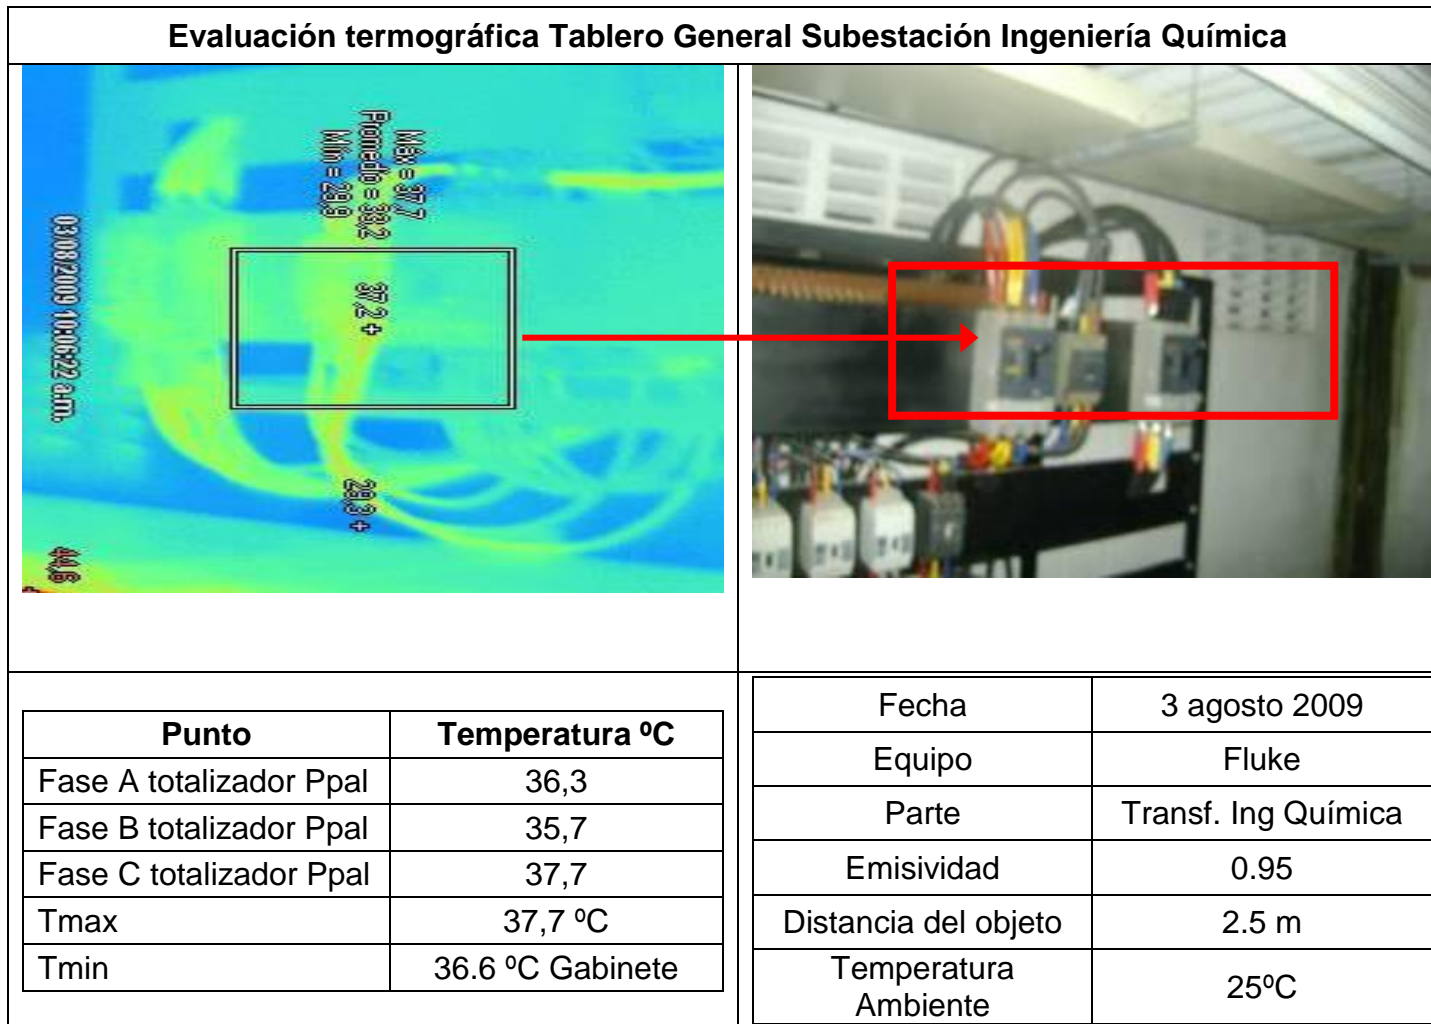 Evaluación termográfica Tablero General Subestación Ingeniería Química
Máx = 37,7
Promedio = 33,2
Mín = 29,9
37,2 +
29,3 +
44,6
03/08/2009 10:06:22 a.m.
Punto Temperatura ºC
Fase A totalizador Ppal 36,3
Fase B totalizador Ppal 35,7
Fase C totalizador Ppal 37,7
Tmax 37,7 ºC
Tmin 36.6 ºC Gabinete
Fecha 3 agosto 2009
Equipo Fluke
Parte Transf. Ing Química
Emisividad 0.95
Distancia del objeto 2.5 m
Temperatura
Ambiente 25ºC